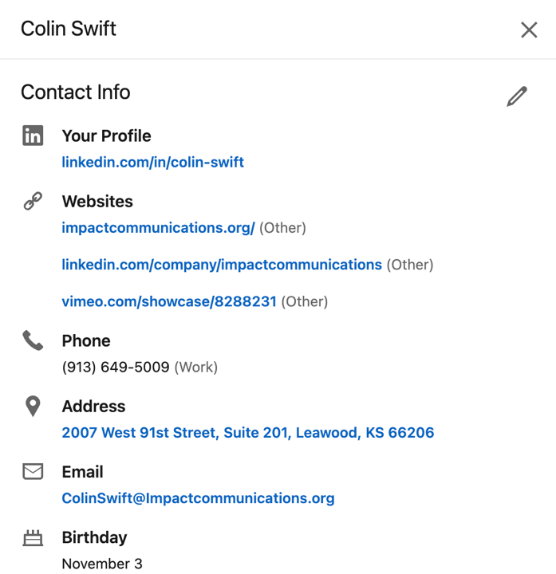 Colin Swift
Contact Info
Your Profile
linkedin.com/in/colin-swift
Websites
impactcommunications.org/ (Other)
linkedin.com/company/impactcommunications (Other)
vimeo.com/showcase/8288231 (Other)
Phone
(913) 649-5009 (Work)
Address
2007 West 91st Street, Suite 201, Leawood, KS 66206
Email
ColinSwift@Impactcommunications.org
Birthday
November 3